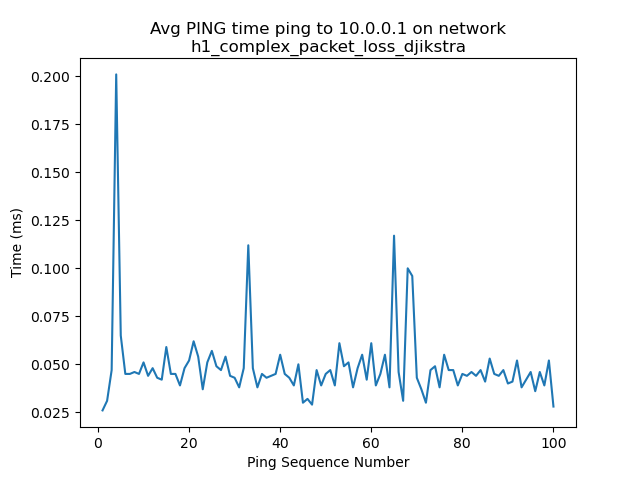 Avg PING time ping to 10.0.0.1 on network
h1_complex_packet_loss_djikstra
0.200
0.175
0.150
0.125
0.100
0.075
0.050
0.025
Time (ms)
0 20 40 60 80 100
Ping Sequence Number